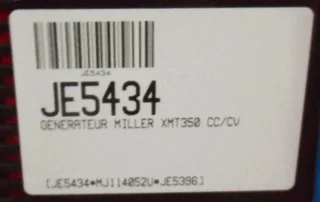 JE5434
JE5434
GENERATEUR MILLER XMT350 CC/CV
[JE5434*MJ114052U*JE5396]